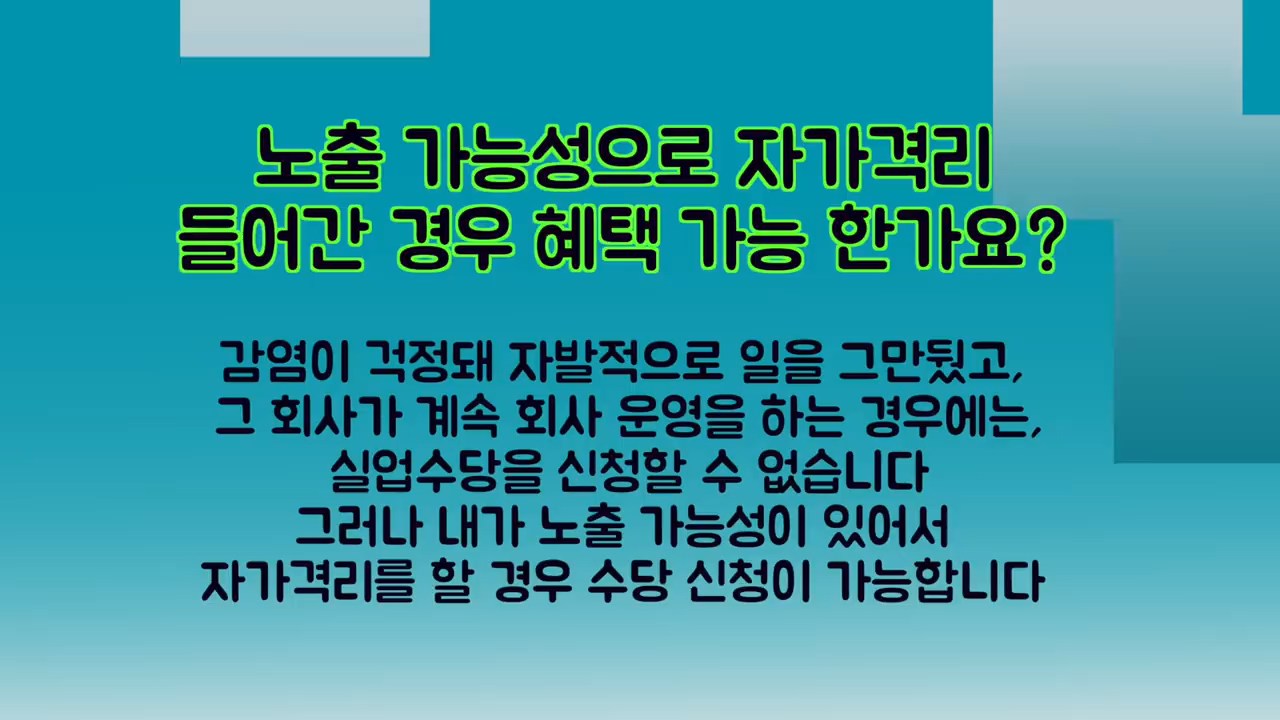 노출 가능성으로 자가격리
들어간 경우 혜택 가능 한가요?
감염이 걱정돼 자발적으로 일을 그만뒀고,
그 회사가 계속 회사 운영을 하는 경우에는,
실업수당을 신청할 수 없습니다
그러나 내가 노출 가능성이 있어서
자가격리를 할 경우 수당 신청이 가능합니다